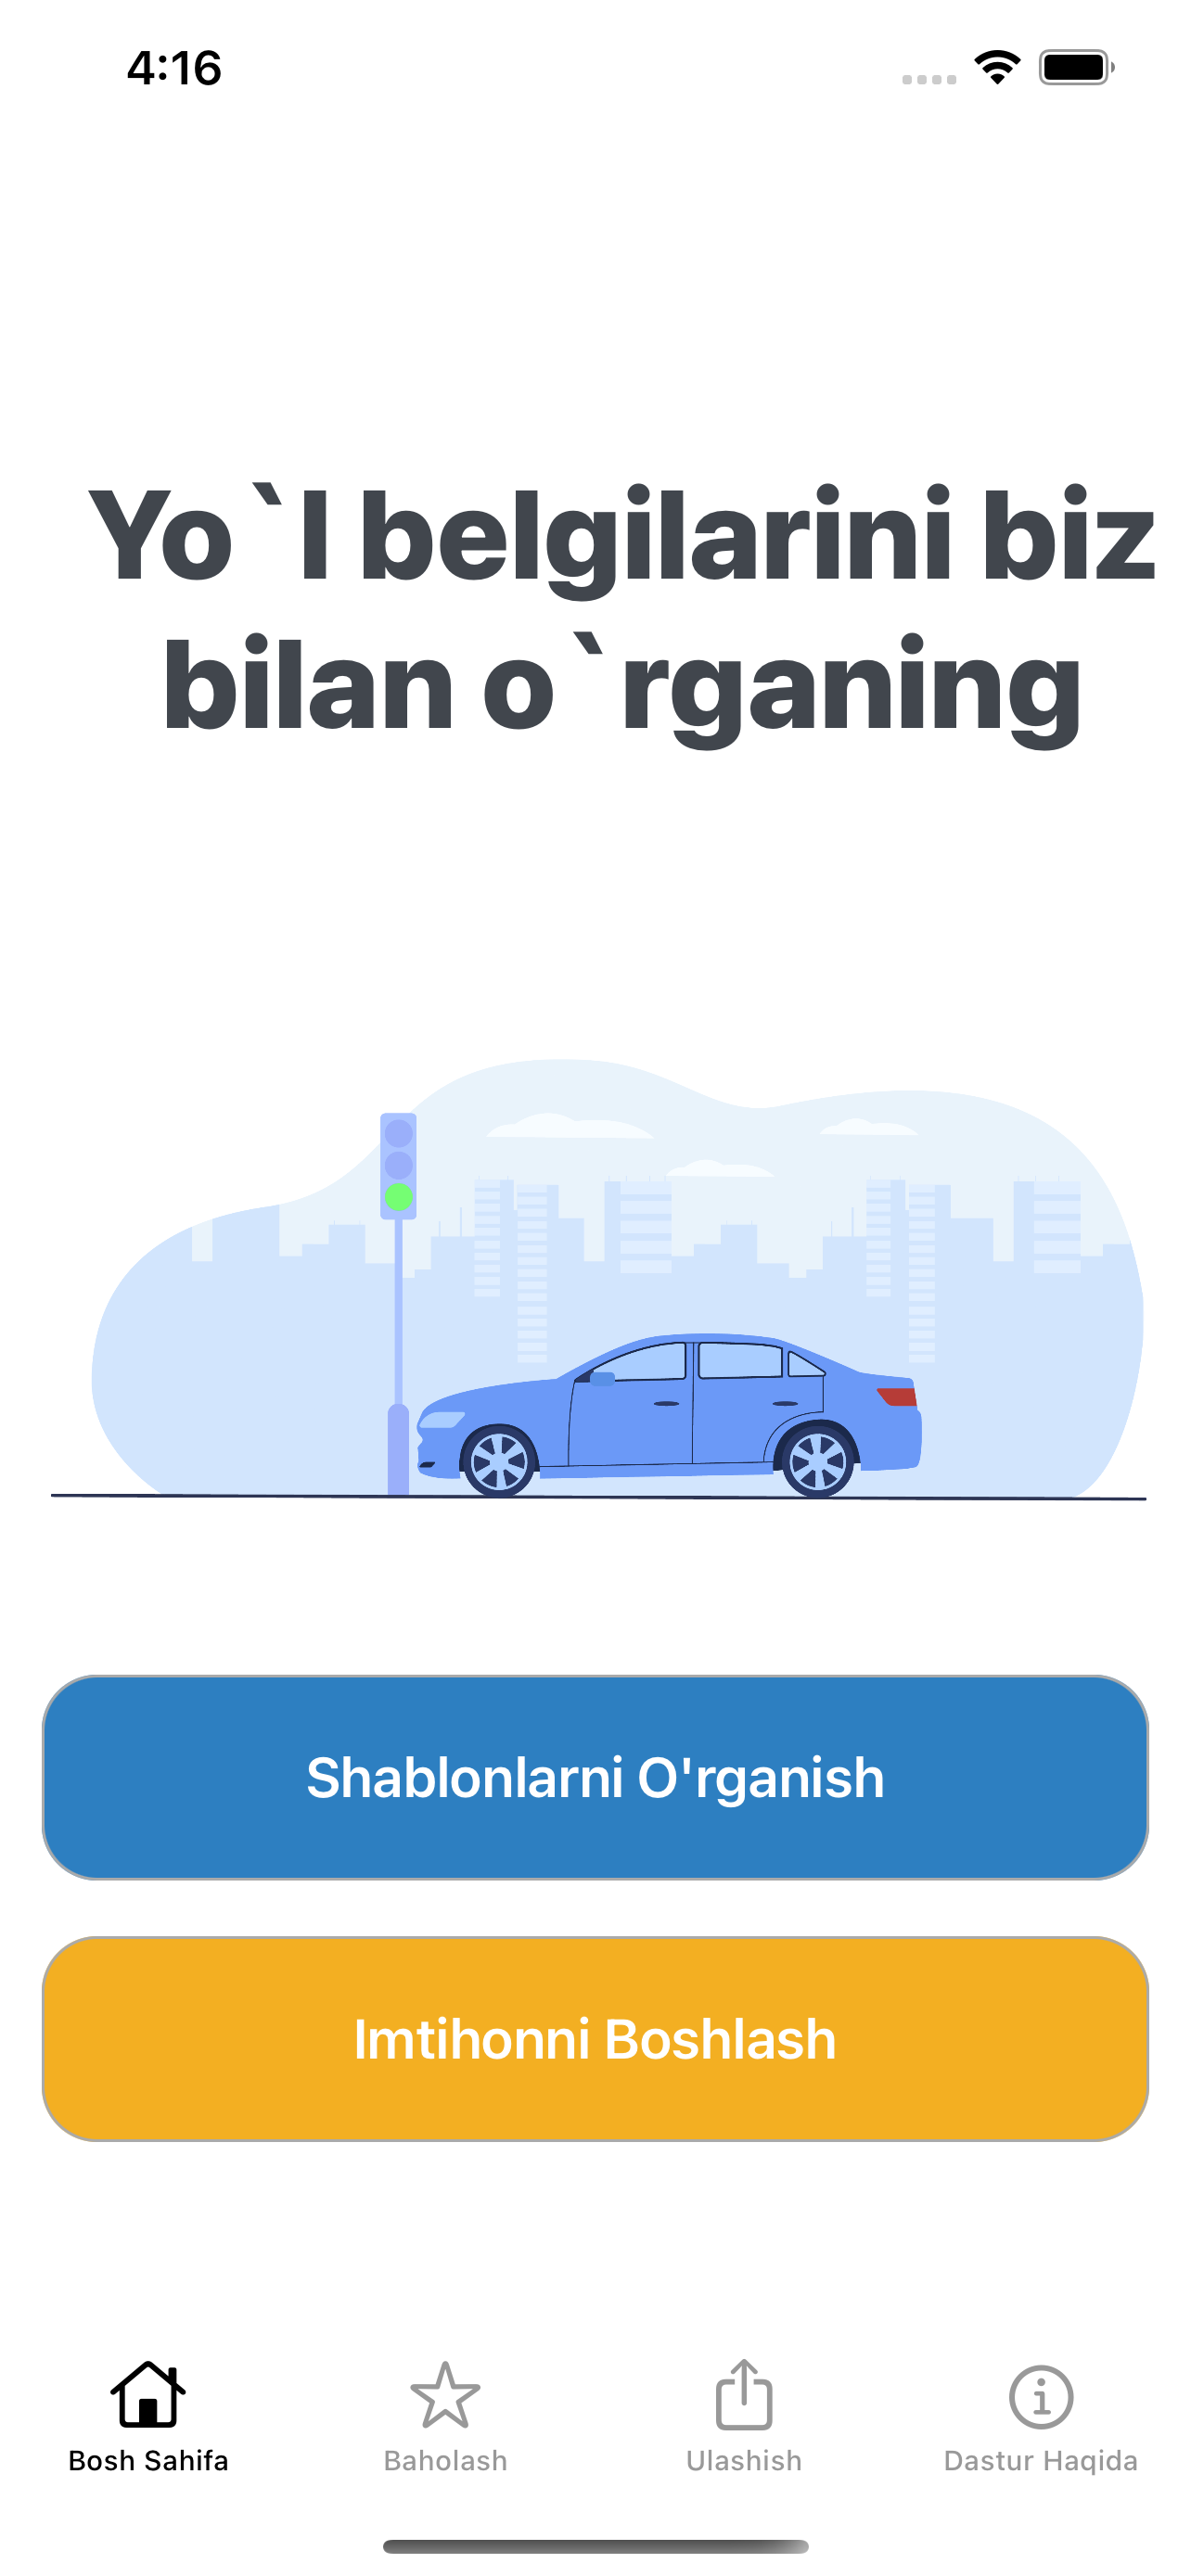 4:16
Yo`l belgilarini biz
bilan o`rganing
Shablonlarni O'rganish
Imtihonni Boshlash
Bosh Sahifa
Baholash
Ulashish
Dastur Haqida